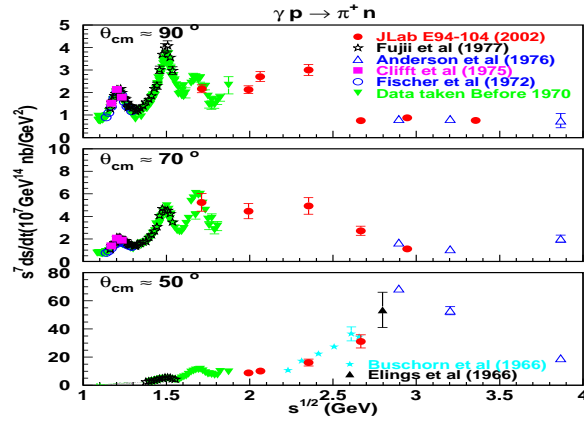 γ p → π⁺ n
θcm ≈ 90 °
JLab E94-104 (2002)
Fujii et al (1977)
Anderson et al (1976)
Clifft et al (1975)
Fischer et al (1972)
Data taken Before 1970
5
4
3
2
1
0
θcm ≈ 70 °
10
8
6
4
2
0
s⁷dσ/dt(10⁷GeV¹⁴ nb/GeV²)
θcm ≈ 50 °
80
60
40
20
0
Buschorn et al (1966)
Elings et al (1966)
1 1.5 2 2.5 3 3.5 4
s¹/² (GeV)